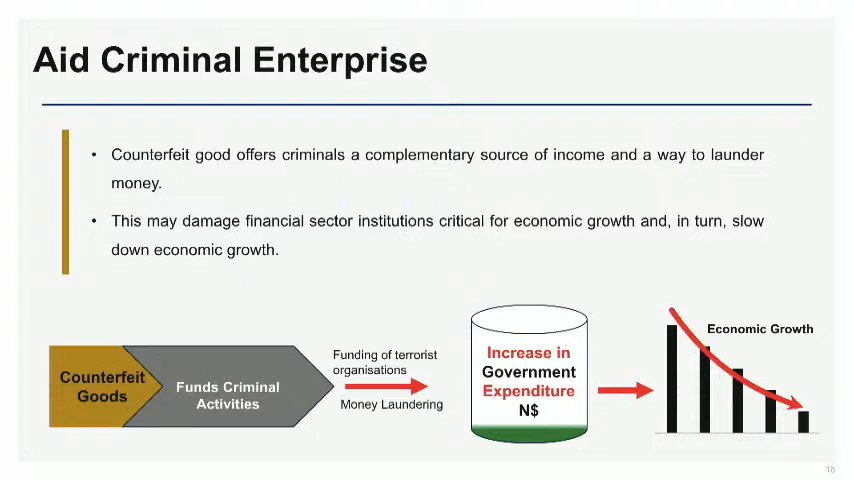 Aid Criminal Enterprise
• Counterfeit good offers criminals a complementary source of income and a way to launder
money.
• This may damage financial sector institutions critical for economic growth and, in turn, slow
down economic growth.
Counterfeit
Goods
Funds Criminal
Activities
Funding of terrorist
organisations
Money Laundering
Increase in
Government
Expenditure
N$
Economic Growth
18